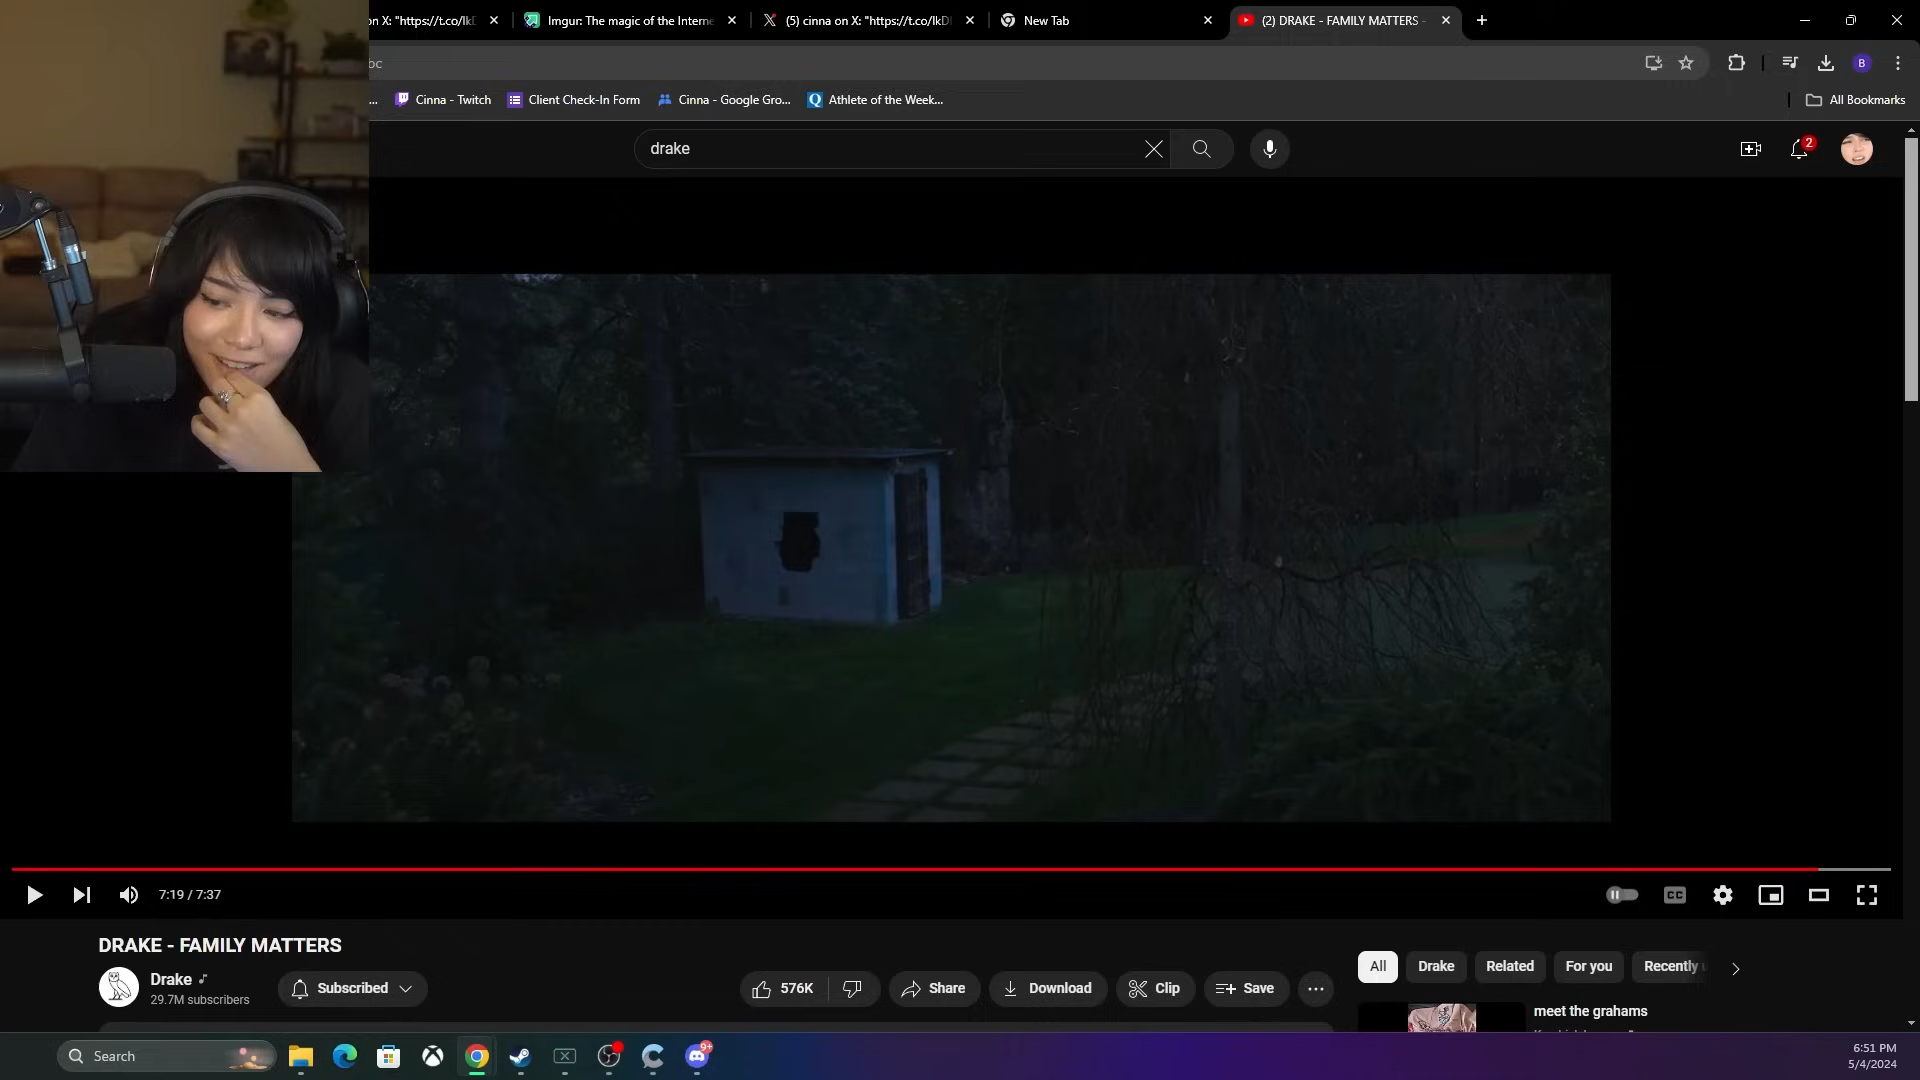 on X: "https://t.co/lkD
Imgur: The magic of the Interne
(5) cinna on X: "https://t.co/lkDl
New Tab
(2) DRAKE - FAMILY MATTERS -
bc
B
...
Cinna - Twitch
Client Check-In Form
Cinna - Google Gro...
Q
Athlete of the Week...
All Bookmarks
drake
2
7:19 / 7:37
CC
DRAKE - FAMILY MATTERS
Drake
29.7M subscribers
Subscribed
576K
Share
Download
Clip
Save
All
Drake
Related
For you
Recently
meet the grahams
Search
9+
6:51 PM
5/4/2024